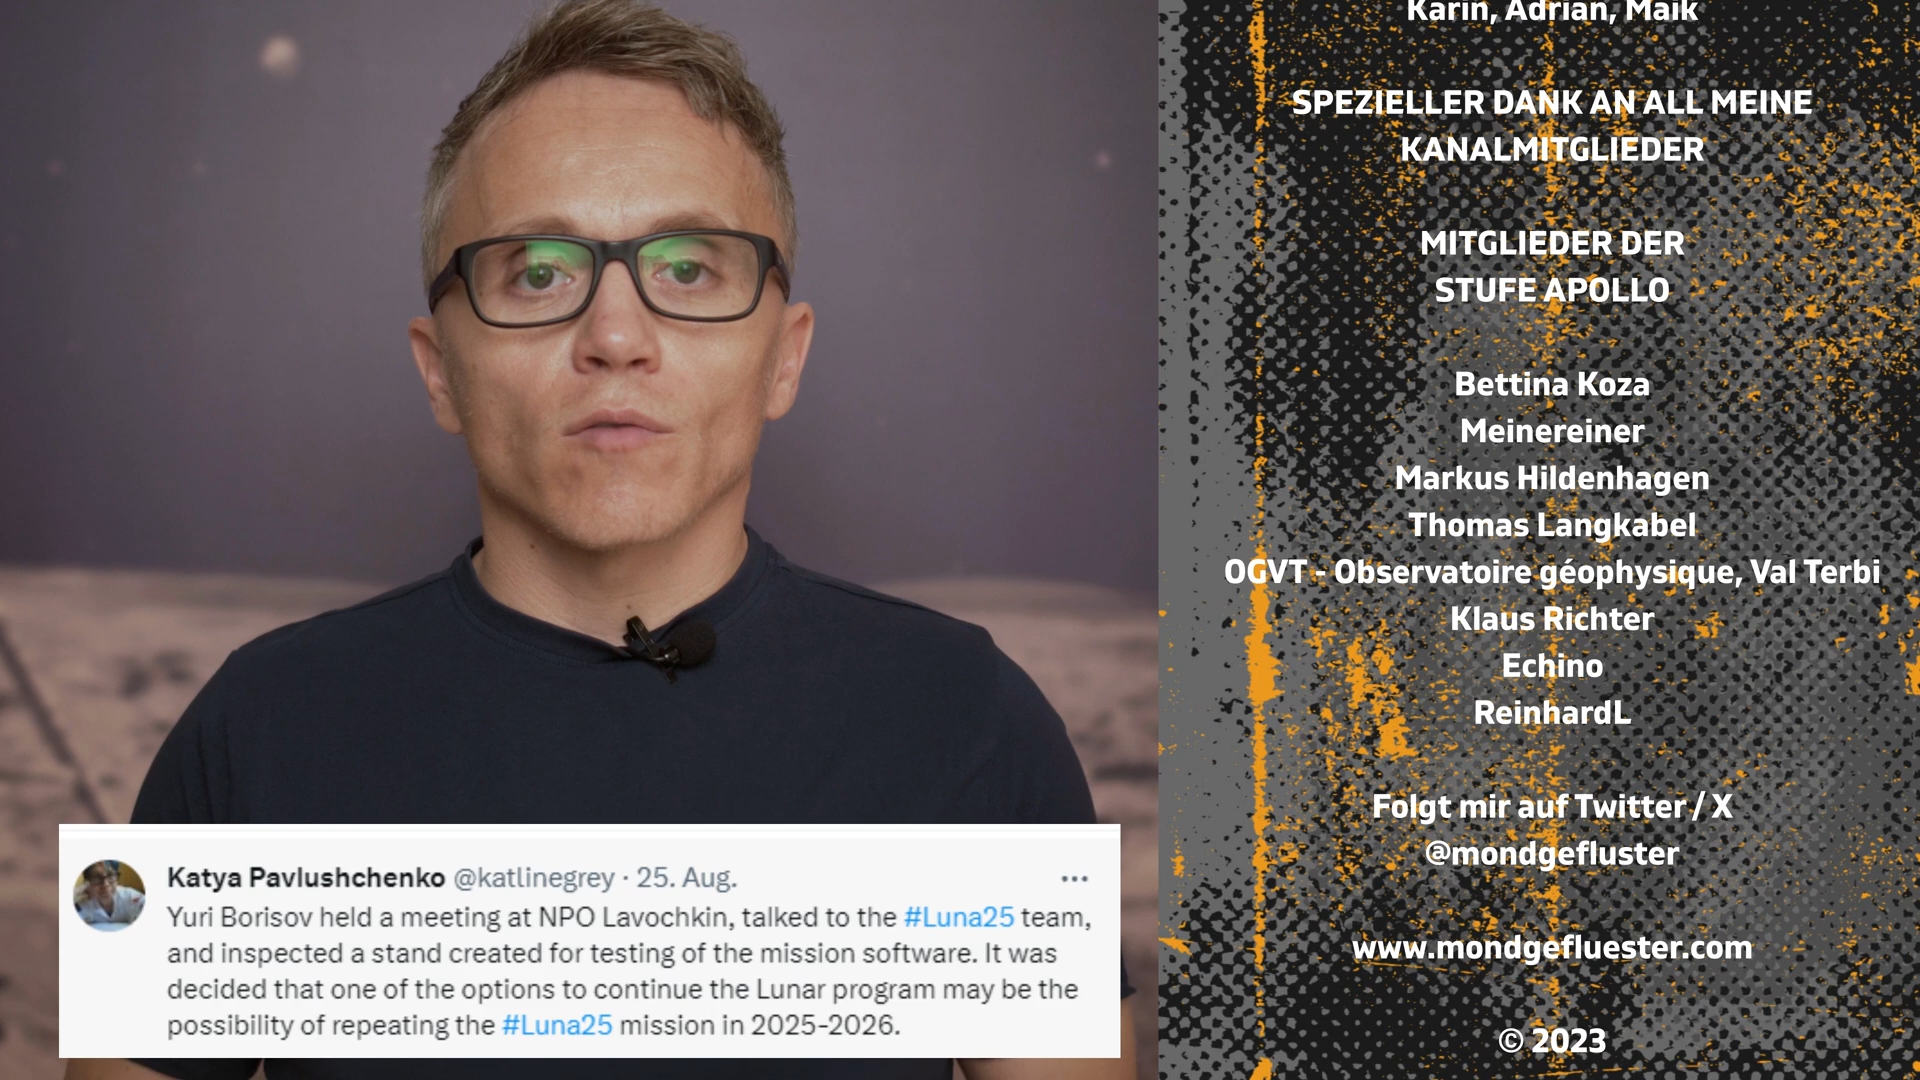 Katya Pavlushchenko @katlinegrey · 25. Aug.
Yuri Borisov held a meeting at NPO Lavochkin, talked to the #Luna25 team,
and inspected a stand created for testing of the mission software. It was
decided that one of the options to continue the Lunar program may be the
possibility of repeating the #Luna25 mission in 2025-2026.
Karin, Adrian, Maik
SPEZIELLER DANK AN ALL MEINE
KANALMITGLIEDER
MITGLIEDER DER
STUFE APOLLO
Bettina Koza
Meinereiner
Markus Hildenhagen
Thomas Langkabel
OGVT - Observatoire géophysique, Val Terbi
Klaus Richter
Echino
ReinhardL
Folgt mir auf Twitter / X
@mondgefluster
www.mondgefluester.com
© 2023